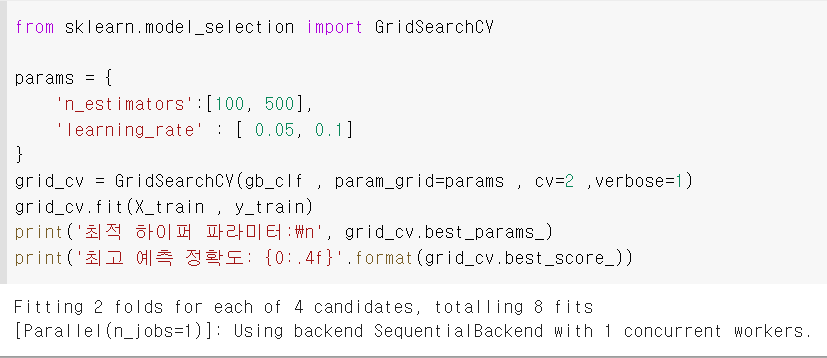 from sklearn.model_selection import GridSearchCV
params = {
'n_estimators':[100, 500],
'learning_rate' : [ 0.05, 0.1]
}
grid_cv = GridSearchCV(gb_clf , param_grid=params , cv=2 ,verbose=1)
grid_cv.fit(X_train , y_train)
print('최적 하이퍼 파라미터:₩n', grid_cv.best_params_)
print('최고 예측 정확도: {0:.4f}'.format(grid_cv.best_score_))
Fitting 2 folds for each of 4 candidates, totalling 8 fits
[Parallel(n_jobs=1)]: Using backend SequentialBackend with 1 concurrent workers.